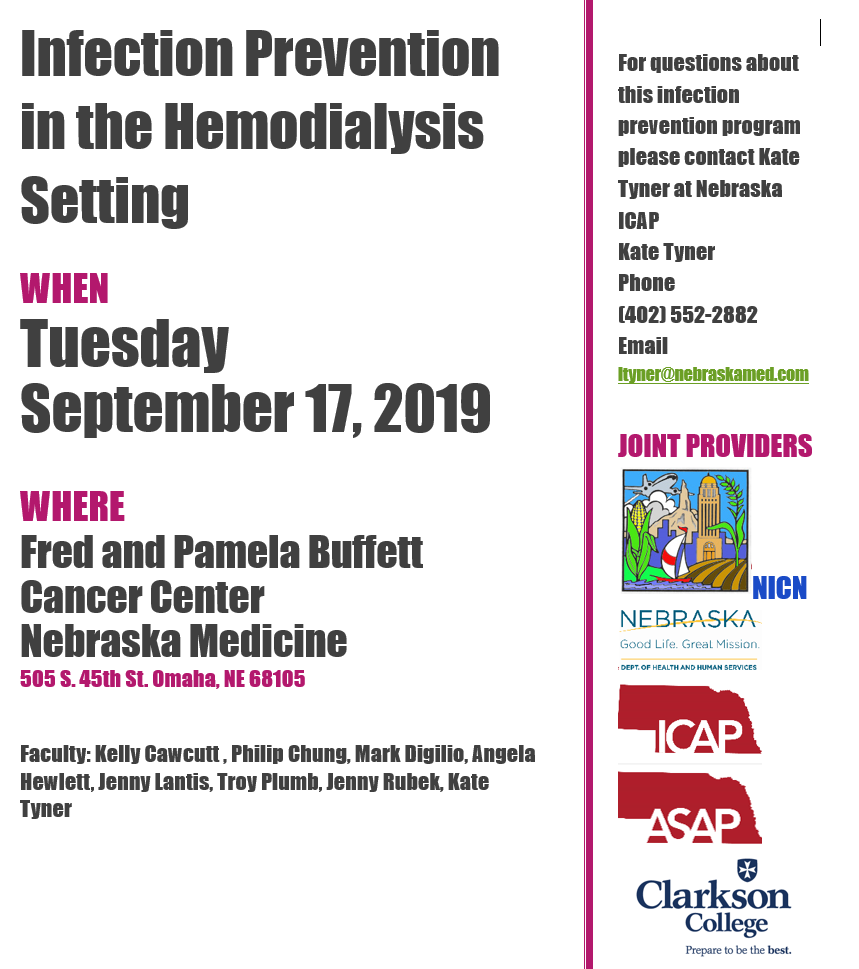 Infection Prevention
in the Hemodialysis
Setting
WHEN
Tuesday
September 17, 2019
WHERE
Fred and Pamela Buffett
Cancer Center
Nebraska Medicine
505 S. 45th St. Omaha, NE 68105
Faculty: Kelly Cawcutt , Philip Chung, Mark Digilio, Angela
Hewlett, Jenny Lantis, Troy Plumb, Jenny Rubek, Kate
Tyner
For questions about
this infection
prevention program
please contact Kate
Tyner at Nebraska
ICAP
Kate Tyner
Phone
(402) 552-2882
Email
ltyner@nebraskamed.com
JOINT PROVIDERS
NICN
NEBRASKA
Good Life. Great Mission.
DEPT. OF HEALTH AND HUMAN SERVICES
ICAP
ASAP
Clarkson
College
Prepare to be the best.